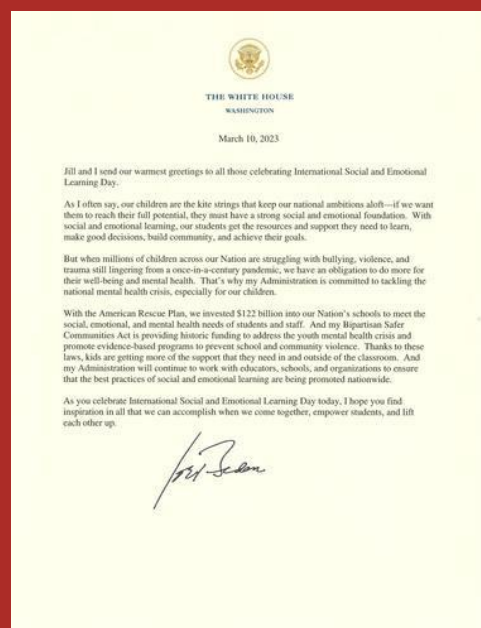 THE WHITE HOUSE
WASHINGTON
March 10, 2023
Jill and I send our warmest greetings to all those celebrating International Social and Emotional
Learning Day.
As I often say, our children are the kite strings that keep our national ambitions aloft—if we want
them to reach their full potential, they must have a strong social and emotional foundation. With
social and emotional learning, our students get the resources and support they need to learn,
make good decisions, build community, and achieve their goals.
But when millions of children across our Nation are struggling with bullying, violence, and
trauma still lingering from a once-in-a-century pandemic, we have an obligation to do more for
their well-being and mental health. That's why my Administration is committed to tackling the
national mental health crisis, especially for our children.
With the American Rescue Plan, we invested $122 billion into our Nation's schools to meet the
social, emotional, and mental health needs of students and staff. And my Bipartisan Safer
Communities Act is providing historic funding to address the youth mental health crisis and
promote evidence-based programs to prevent school and community violence. Thanks to these
laws, kids are getting more of the support that they need in and outside of the classroom. And
my Administration will continue to work with educators, schools, and organizations to ensure
that the best practices of social and emotional learning are being promoted nationwide.
As you celebrate International Social and Emotional Learning Day today, I hope you find
inspiration in all that we can accomplish when we come together, empower students, and lift
each other up.